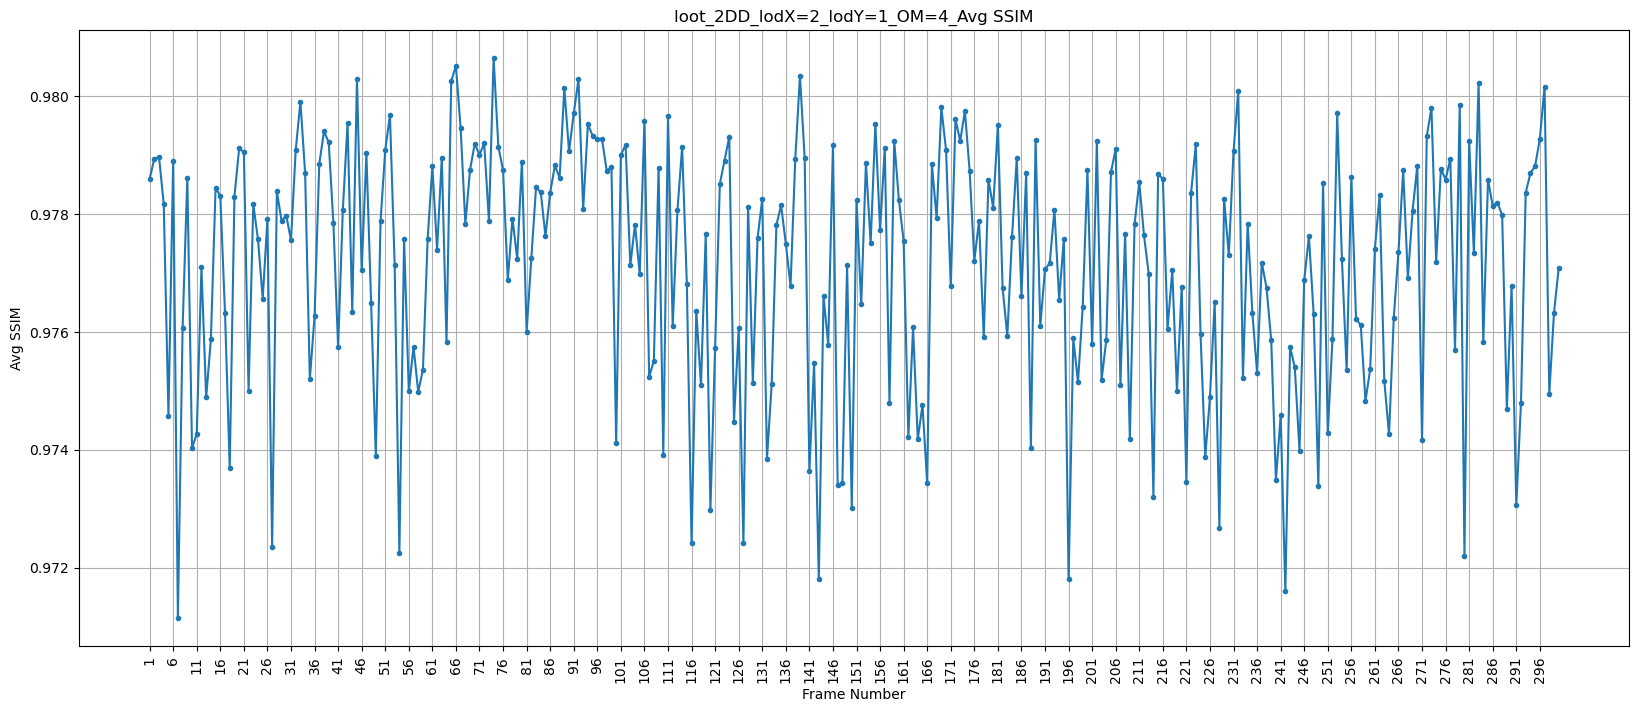 loot_2DD_lodX=2_lodY=1_OM=4_Avg SSIM
Avg SSIM
0.980
0.978
0.976
0.974
0.972
1 6 11 16 21 26 31 36 41 46 51 56 61 66 71 76 81 86 91 96 101 106 111 116 121 126 131 136 141 146 151 156 161 166 171 176 181 186 191 196 201 206 211 216 221 226 231 236 241 246 251 256 261 266 271 276 281 286 291 296
Frame Number